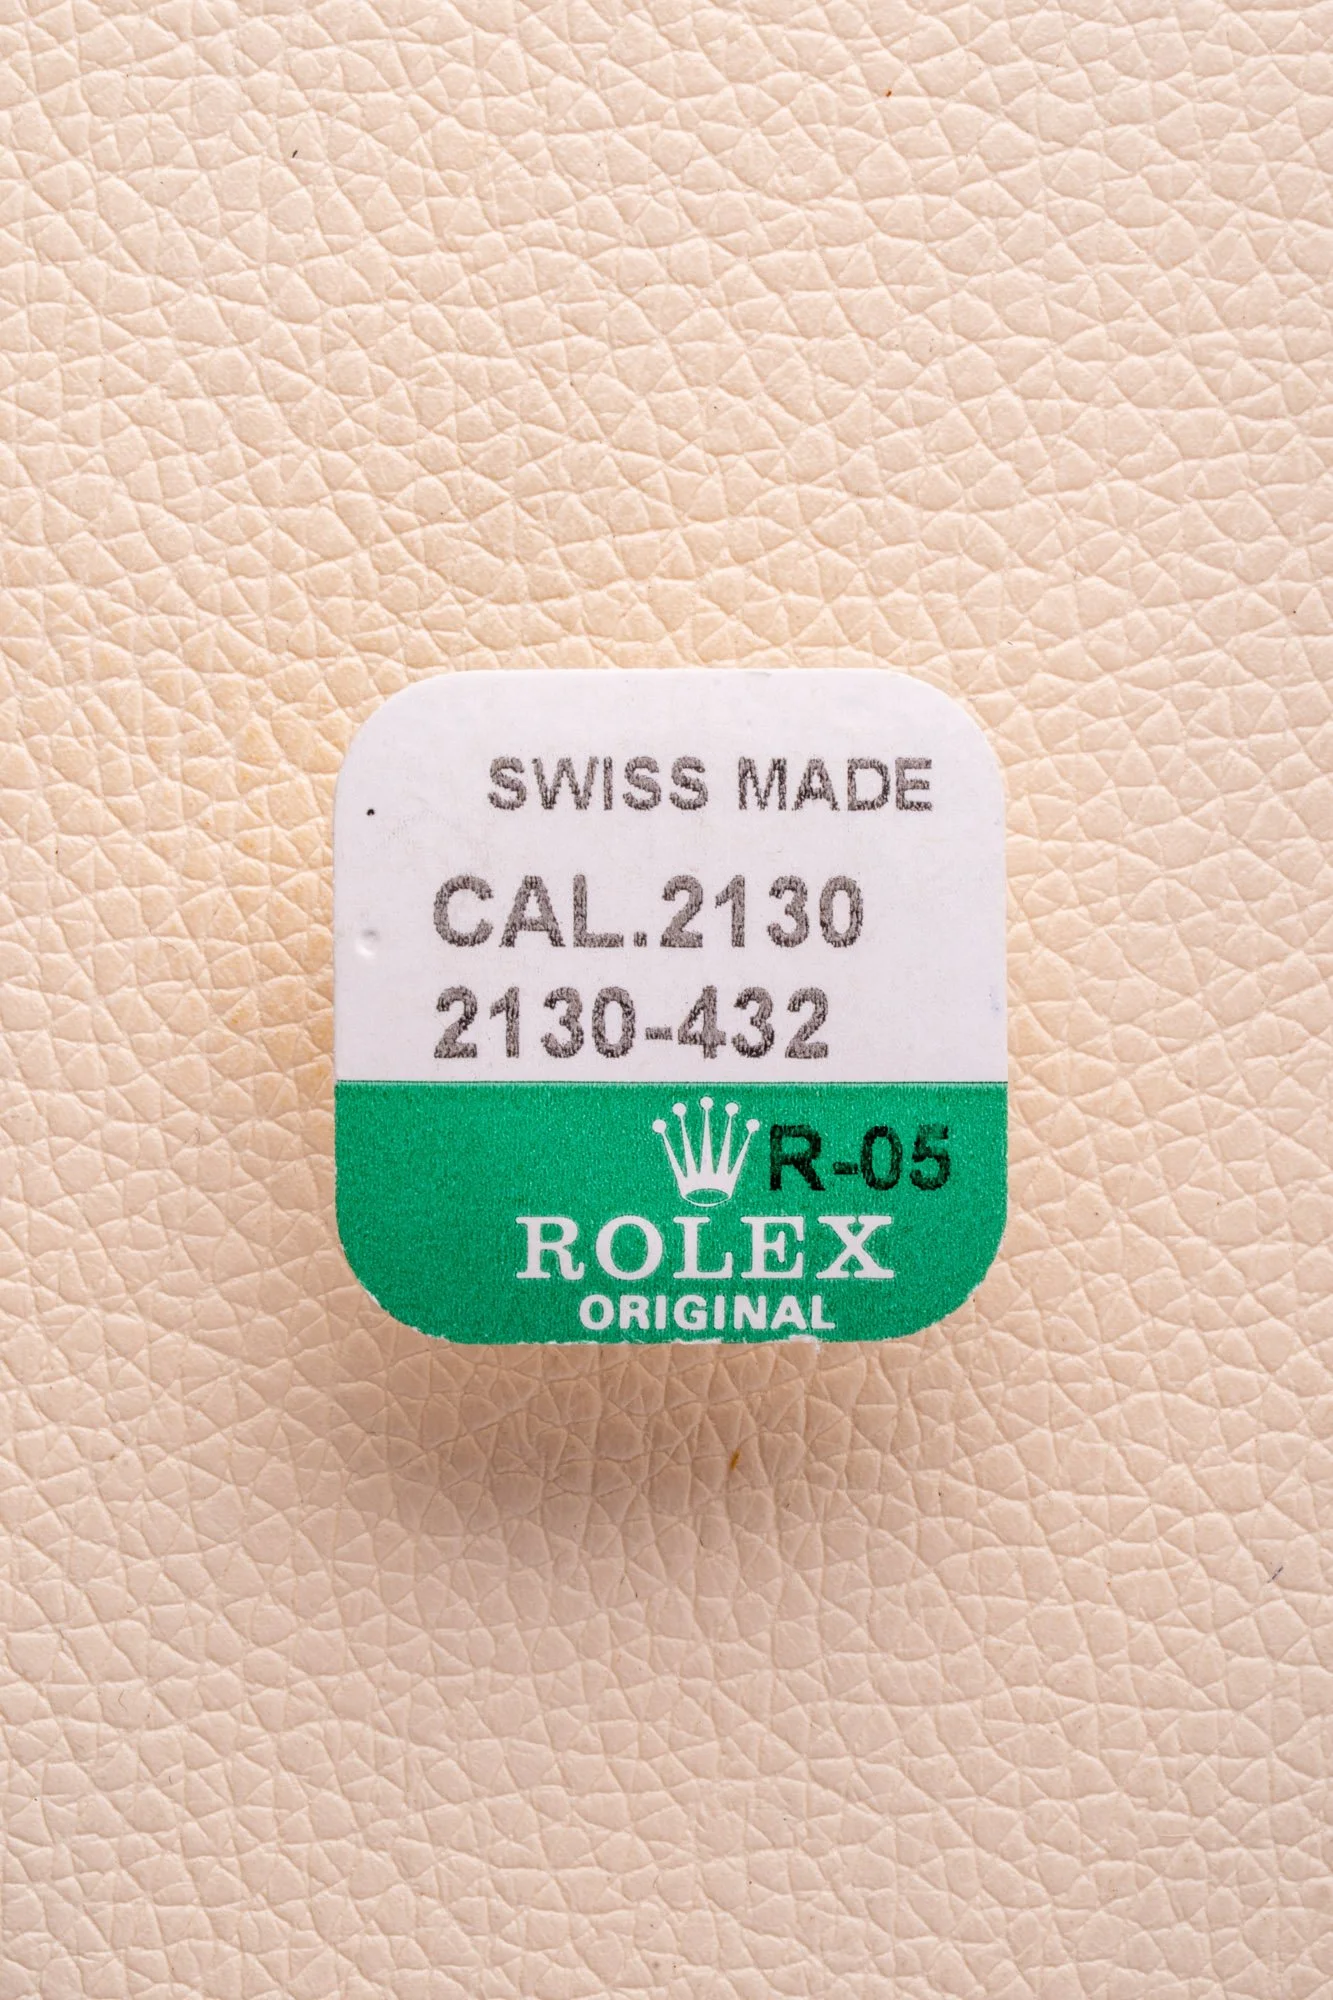 SWISS MADE
CAL.2130
2130-432
R-05
ROLEX
ORIGINAL